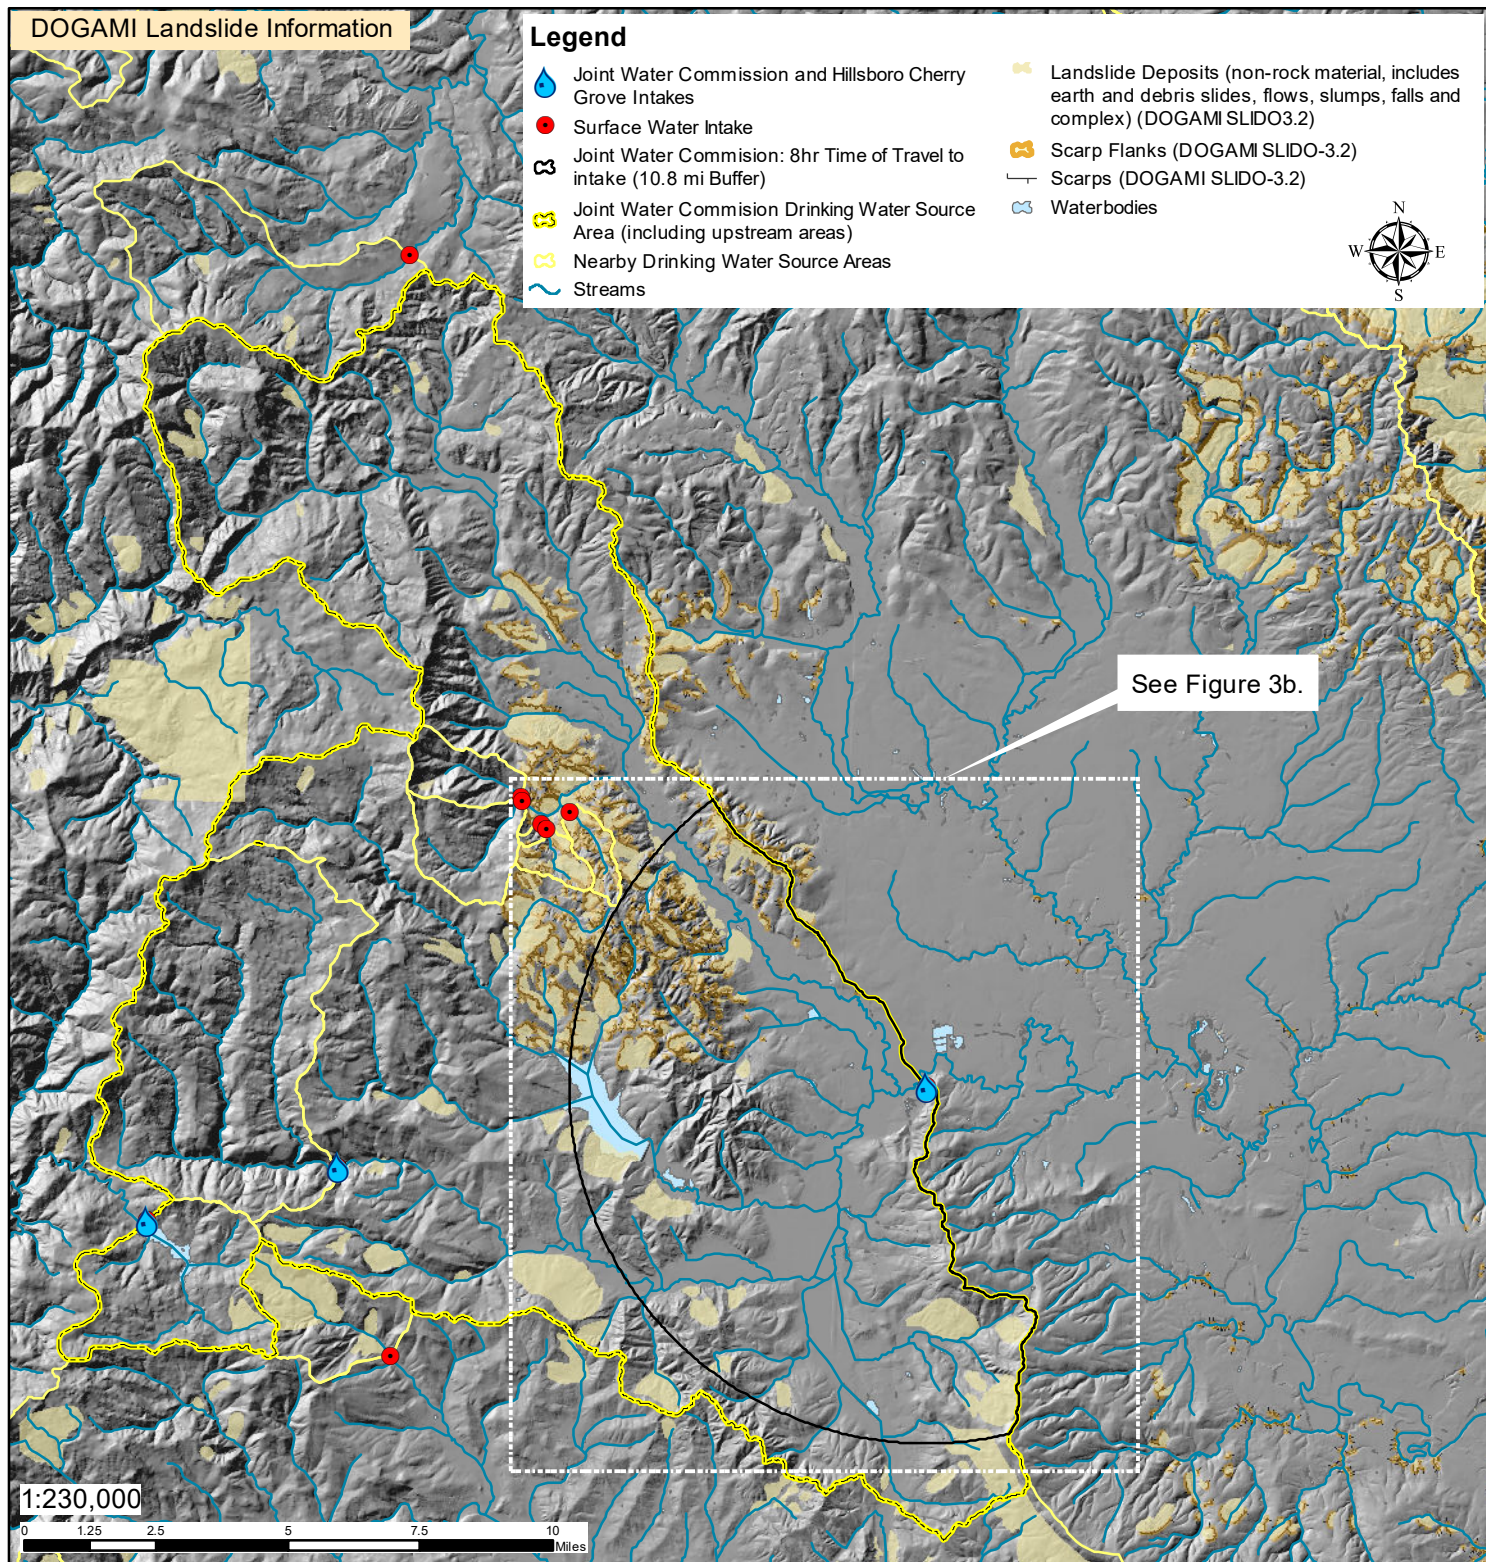 DOGAMI Landslide Information
Legend
Joint Water Commission and Hillsboro Cherry
Grove Intakes
Surface Water Intake
Joint Water Commision: 8hr Time of Travel to
intake (10.8 mi Buffer)
Joint Water Commision Drinking Water Source
Area (including upstream areas)
Nearby Drinking Water Source Areas
Streams
Landslide Deposits (non-rock material, includes
earth and debris slides, flows, slumps, falls and
complex) (DOGAMI SLIDO3.2)
Scarp Flanks (DOGAMI SLIDO-3.2)
Scarps (DOGAMI SLIDO-3.2)
Waterbodies
N
W E
S
See Figure 3b.
1:230,000
0 1.25 2.5 5 7.5 10
Miles